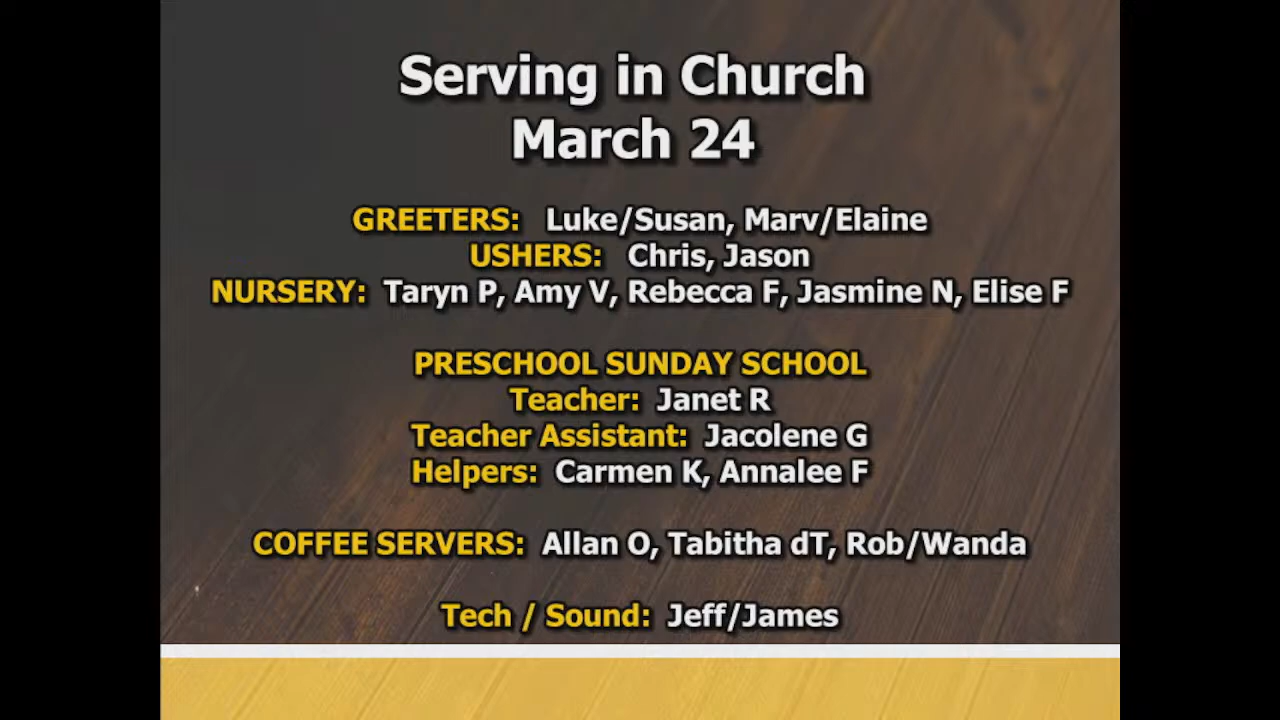 Serving in Church
March 24
GREETERS: Luke/Susan, Marv/Elaine
USHERS: Chris, Jason
NURSERY: Taryn P, Amy V, Rebecca F, Jasmine N, Elise F
PRESCHOOL SUNDAY SCHOOL
Teacher: Janet R
Teacher Assistant: Jacolene G
Helpers: Carmen K, Annalee F
COFFEE SERVERS: Allan O, Tabitha dT, Rob/Wanda
Tech / Sound: Jeff/James